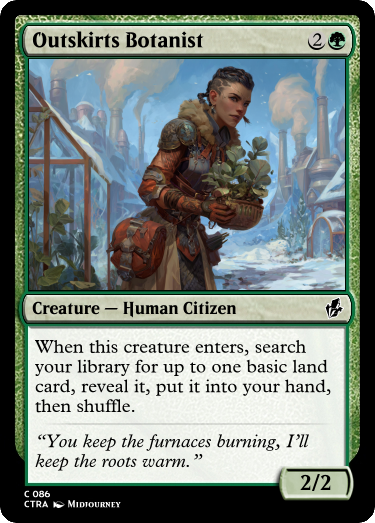 Outskirts Botanist 2
Creature — Human Citizen
When this creature enters, search
your library for up to one basic land
card, reveal it, put it into your hand,
then shuffle.
“You keep the furnaces burning, I’ll
keep the roots warm.”
2/2
C 086
CTRA Midjourney